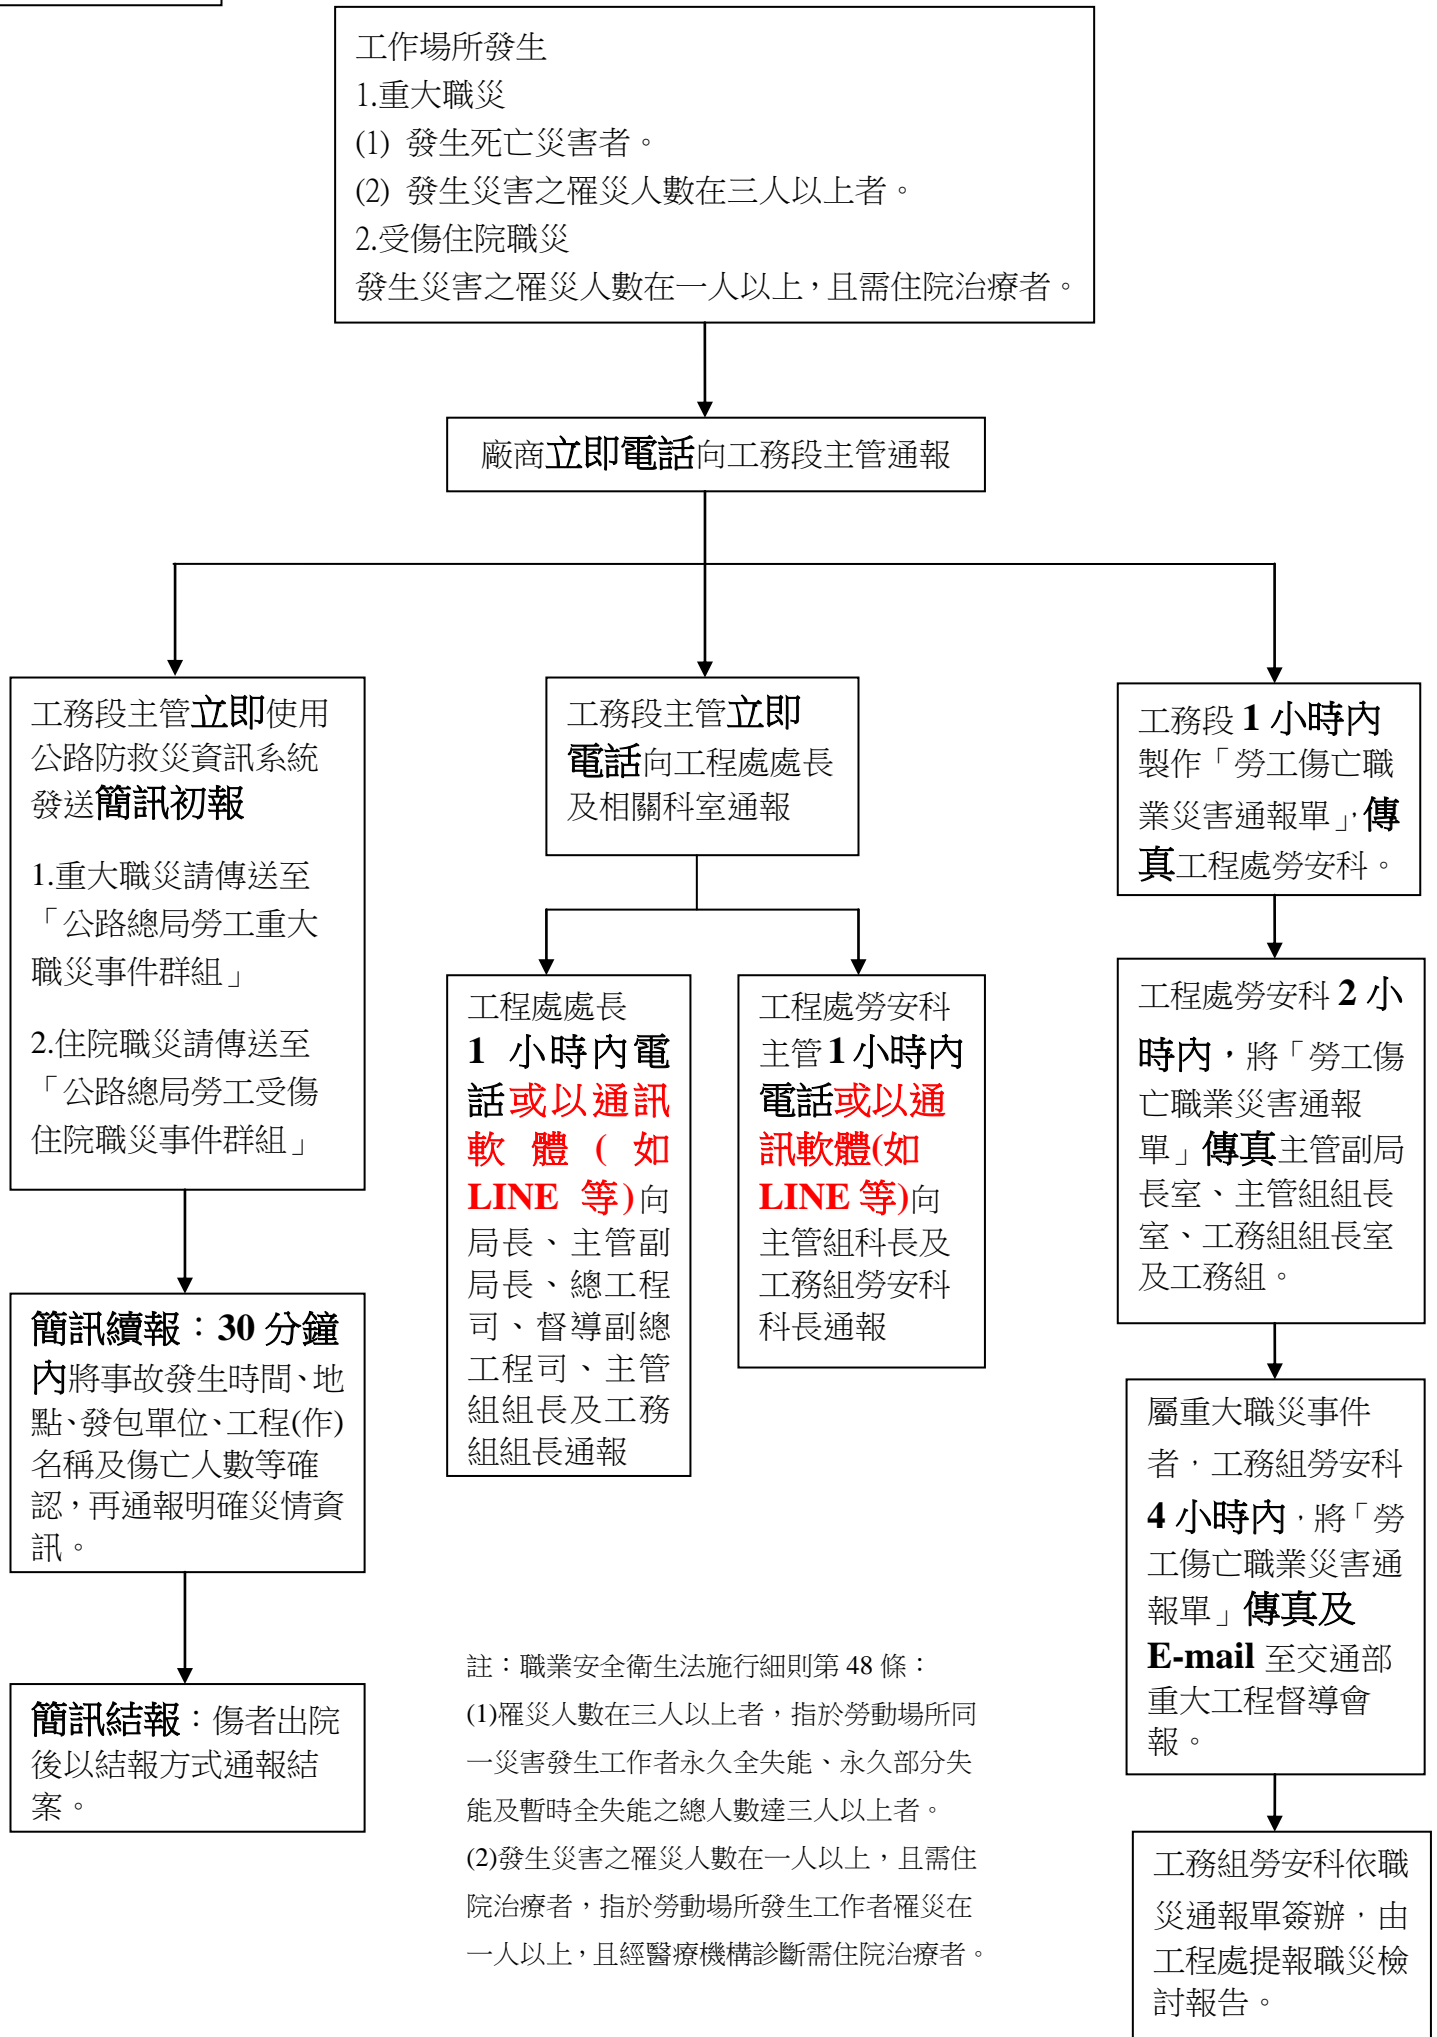 工作場所發生
1.重大職災
(1) 發生死亡災害者。
(2) 發生災害之罹災人數在三人以上者。
2.受傷住院職災
發生災害之罹災人數在一人以上，且需住院治療者。
廠商立即電話向工務段主管通報
工務段主管立即使用
公路防救災資訊系統
發送簡訊初報
1.重大職災請傳送至
「公路總局勞工重大
職災事件群組」
2.住院職災請傳送至
「公路總局勞工受傷
住院職災事件群組」
簡訊續報：30 分鐘
內將事故發生時間、地
點、發包單位、工程(作)
名稱及傷亡人數等確
認，再通報明確災情資
訊。
簡訊結報：傷者出院
後以結報方式通報結
案。
工務段主管立即
電話向工程處處長
及相關科室通報
工程處處長
1 小時內電
話或以通訊
軟體(如
LINE 等)向
局長、主管副
局長、總工程
司、督導副總
工程司、主管
組組長及工務
組組長通報
工程處勞安科
主管 1 小時內
電話或以通
訊軟體(如
LINE 等)向
主管組科長及
工務組勞安科
科長通報
工務段 1 小時內
製作「勞工傷亡職
業災害通報單」，傳
真工程處勞安科。
工程處勞安科 2 小
時內，將「勞工傷
亡職業災害通報
單」傳真主管副局
長室、主管組組長
室、工務組組長室
及工務組。
屬重大職災事件
者，工務組勞安科
4 小時內，將「勞
工傷亡職業災害通
報單」傳真及
E-mail 至交通部
重大工程督導會
報。
工務組勞安科依職
災通報單簽辦，由
工程處提報職災檢
討報告。
註：職業安全衛生法施行細則第 48 條：
(1)罹災人數在三人以上者，指於勞動場所同
一災害發生工作者永久全失能、永久部分失
能及暫時全失能之總人數達三人以上者。
(2)發生災害之罹災人數在一人以上，且需住
院治療者，指於勞動場所發生工作者罹災在
一人以上，且經醫療機構診斷需住院治療者。